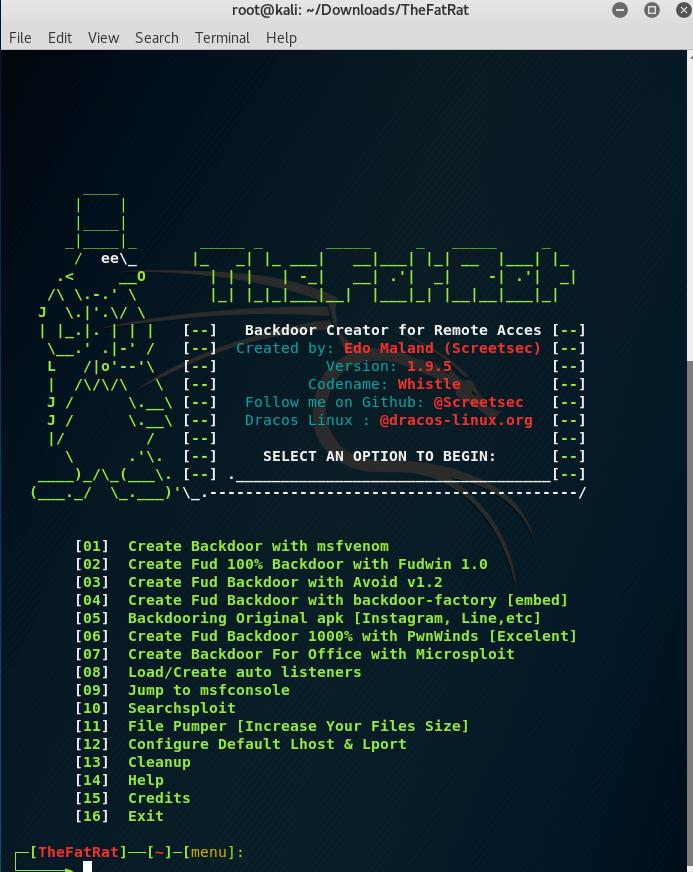 root@kali: ~/Downloads/TheFatRat
File Edit View Search Terminal Help
TheFatRat
[--] Backdoor Creator for Remote Acces [--]
[--] Created by: Edo Maland (Screetsec) [--]
[--] Version: 1.9.5 [--]
[--] Codename: Whistle [--]
[--] Follow me on Github: @Screetsec [--]
[--] Dracos Linux : @dracos-linux.org [--]
[--] [--]
[--] SELECT AN OPTION TO BEGIN: [--]
[--] .___________________________________[--]
[01] Create Backdoor with msfvenom
[02] Create Fud 100% Backdoor with Fudwin 1.0
[03] Create Fud Backdoor with Avoid v1.2
[04] Create Fud Backdoor with backdoor-factory [embed]
[05] Backdooring Original apk [Instagram, Line,etc]
[06] Create Fud Backdoor 1000% with PwnWinds [Excelent]
[07] Create Backdoor For Office with Microsploit
[08] Load/Create auto listeners
[09] Jump to msfconsole
[10] Searchsploit
[11] File Pumper [Increase Your Files Size]
[12] Configure Default Lhost & Lport
[13] Cleanup
[14] Help
[15] Credits
[16] Exit
[TheFatRat]—[~]—[menu]: